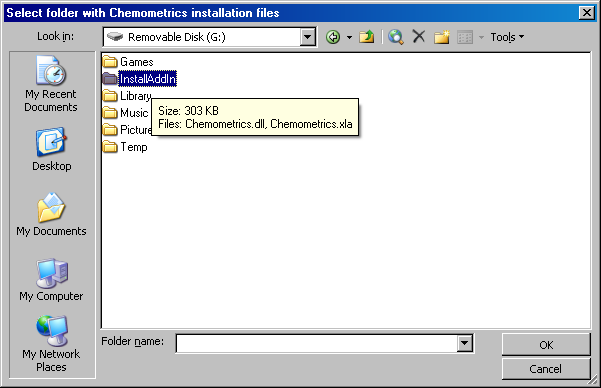 Select folder with Chemometrics installation files
Look in:
Removable Disk (G:)
Tools
My Recent
Documents
Desktop
My Documents
My Computer
My Network
Places
Games
InstallAddIn
Library
Music
Picture
Temp
Size: 303 KB
Files: Chemometrics.dll, Chemometrics.xla
Folder name:
OK
Cancel